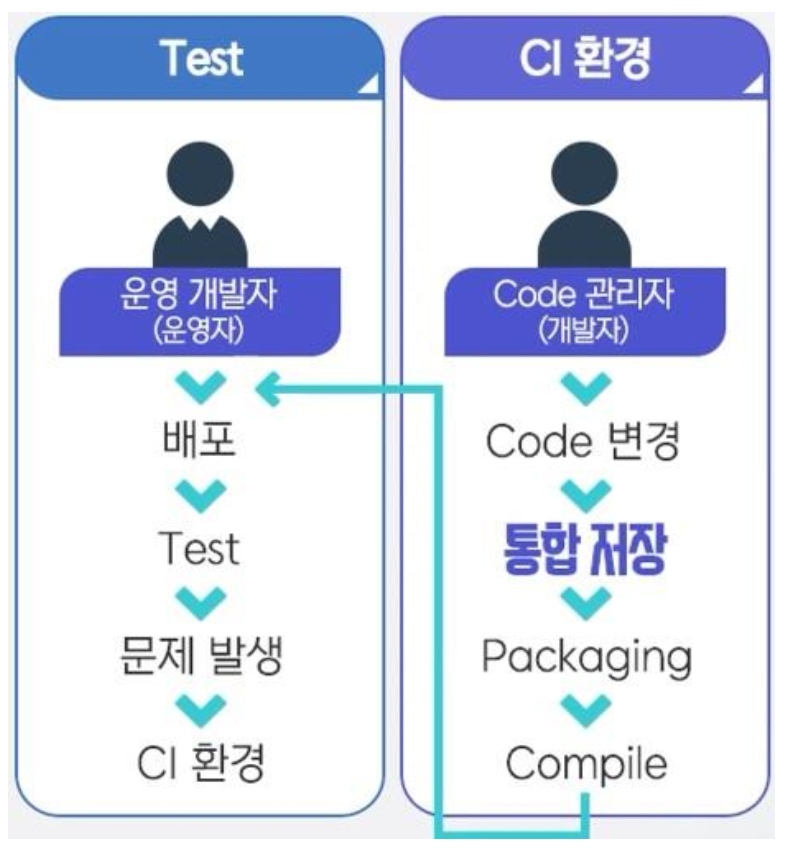 Test
운영 개발자
(운영자)
배포
Test
문제 발생
CI 환경
CI 환경
Code 관리자
(개발자)
Code 변경
통합 저장
Packaging
Compile